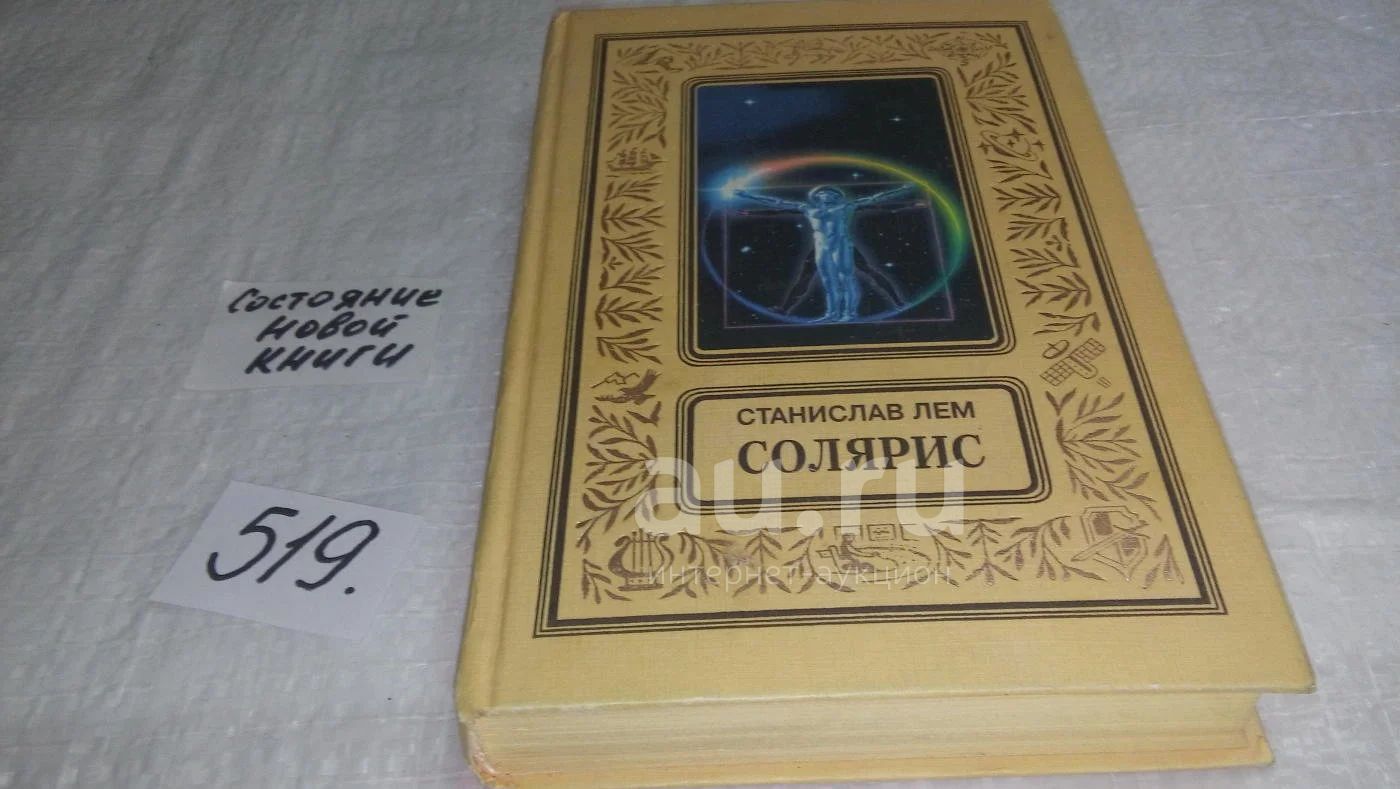 Состояние
новой
книги
519.
СТАНИСЛАВ ЛЕМ
СОЛЯРИС
au.ru
интернет-аукцион